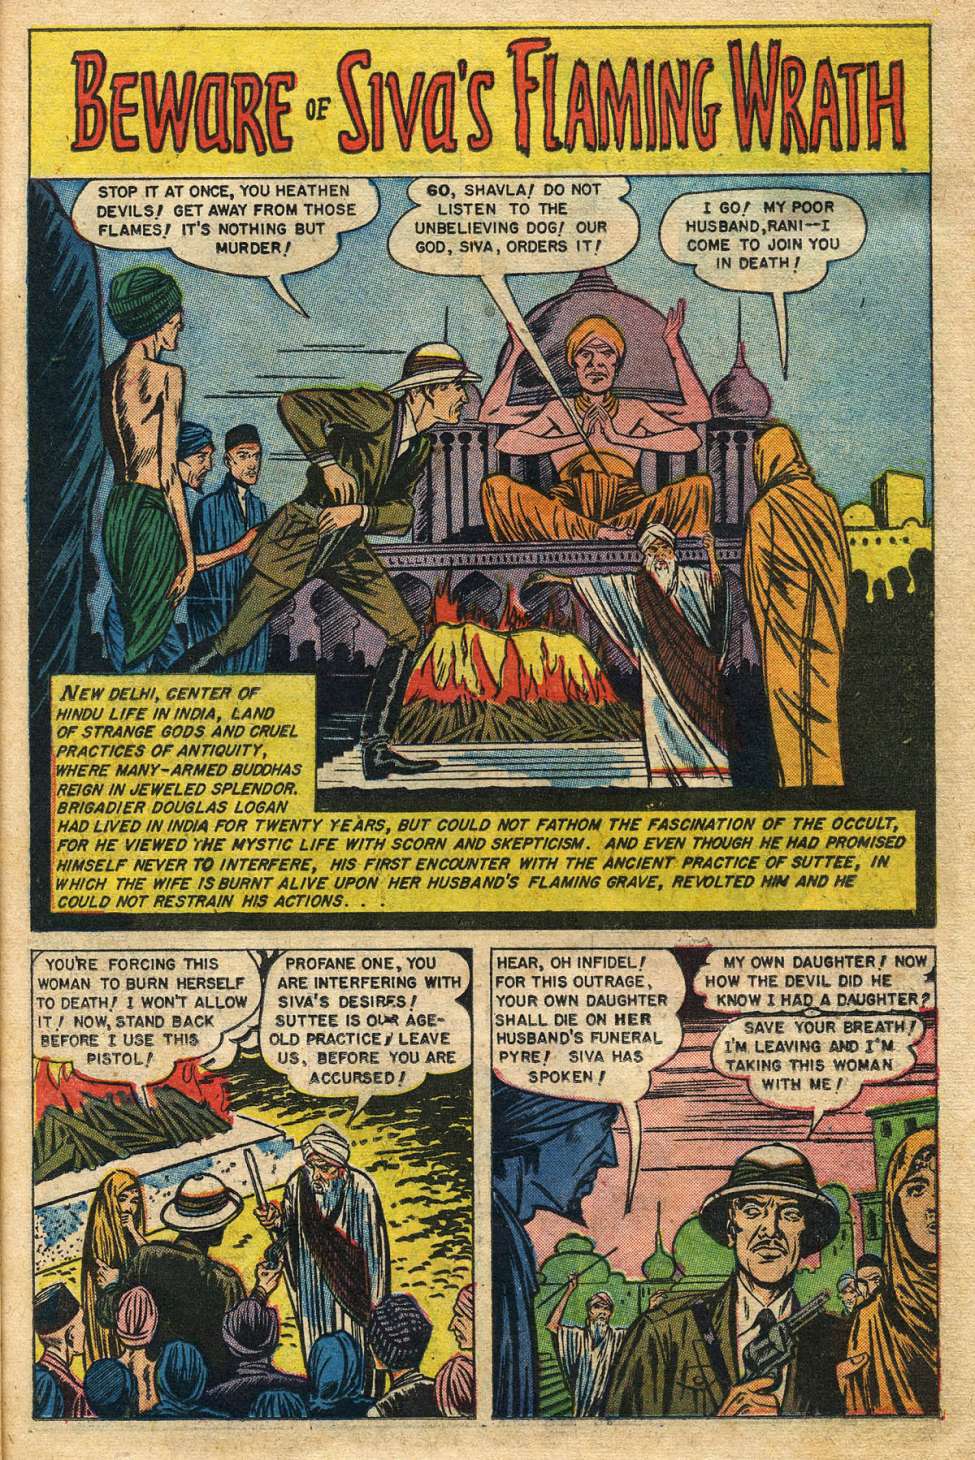 BEWARE OF SIVA'S FLAMING WRATH
STOP IT AT ONCE, YOU HEATHEN
DEVILS! GET AWAY FROM THOSE
FLAMES! IT'S NOTHING BUT
MURDER!
GO, SHAVLA! DO NOT
LISTEN TO THE
UNBELIEVING DOG! OUR
GOD, SIVA, ORDERS IT!
I GO! MY POOR
HUSBAND, RANI--I
COME TO JOIN YOU
IN DEATH!
NEW DELHI, CENTER OF
HINDU LIFE IN INDIA, LAND
OF STRANGE GODS AND CRUEL
PRACTICES OF ANTIQUITY,
WHERE MANY-ARMED BUDDHAS
REIGN IN JEWELED SPLENDOR.
BRIGADIER DOUGLAS LOGAN
HAD LIVED IN INDIA FOR TWENTY YEARS, BUT COULD NOT FATHOM THE FASCINATION OF THE OCCULT,
FOR HE VIEWED THE MYSTIC LIFE WITH SCORN AND SKEPTICISM. AND EVEN THOUGH HE HAD PROMISED
HIMSELF NEVER TO INTERFERE, HIS FIRST ENCOUNTER WITH THE ANCIENT PRACTICE OF SUTTEE, IN
WHICH THE WIFE IS BURNT ALIVE UPON HER HUSBAND'S FLAMING GRAVE, REVOLTED HIM AND HE
COULD NOT RESTRAIN HIS ACTIONS. . .
YOU'RE FORCING THIS
WOMAN TO BURN HERSELF
TO DEATH! I WON'T ALLOW
IT! NOW, STAND BACK
BEFORE I USE THIS
PISTOL!
PROFANE ONE, YOU
ARE INTERFERING WITH
SIVA'S DESIRES!
SUTTEE IS OUR AGE-
OLD PRACTICE! LEAVE
US, BEFORE YOU ARE
ACCURSED!
HEAR, OH INFIDEL!
FOR THIS OUTRAGE,
YOUR OWN DAUGHTER
SHALL DIE ON HER
HUSBAND'S FUNERAL
PYRE! SIVA HAS
SPOKEN!
MY OWN DAUGHTER! NOW
HOW THE DEVIL DID HE
KNOW I HAD A DAUGHTER?
SAVE YOUR BREATH!
I'M LEAVING AND I'M
TAKING THIS WOMAN
WITH ME!